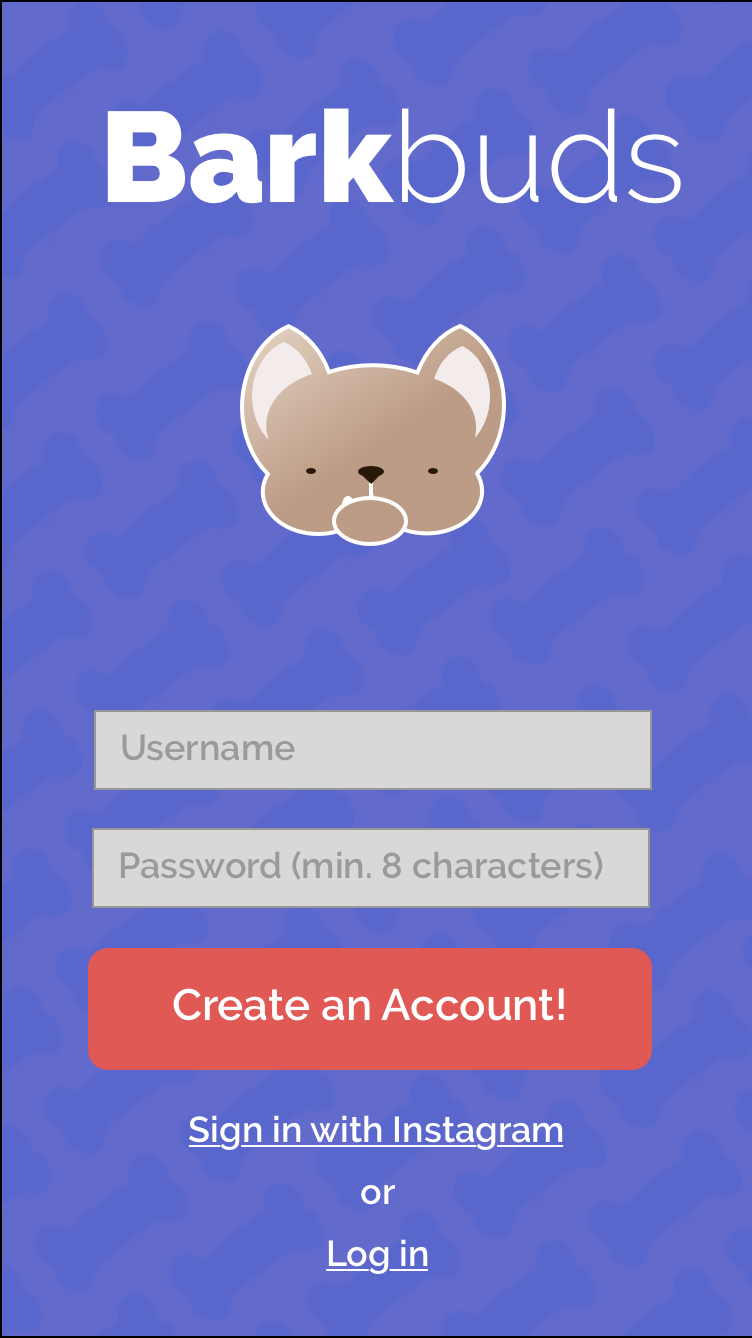 Barkbuds
Username
Password (min. 8 characters)
Create an Account!
Sign in with Instagram
or
Log in